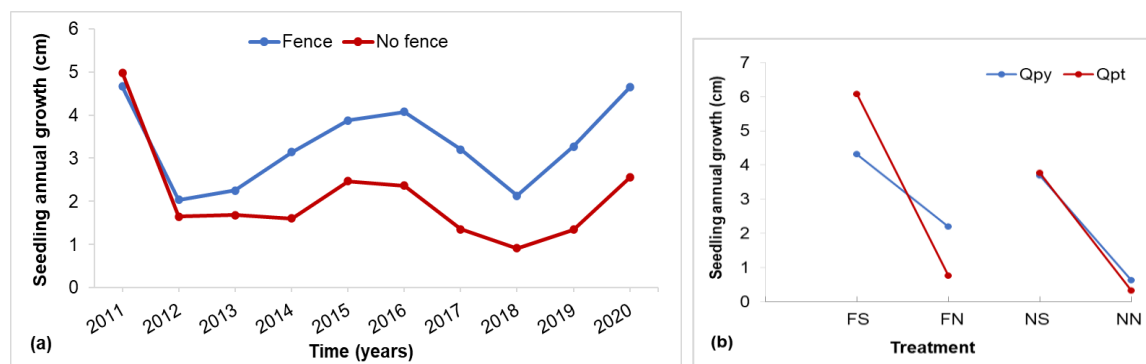 Seedling annual growth (cm)
6
5
4
3
2
1
0
Fence
No fence
2011
2012
2013
2014
2015
2016
2017
2018
2019
2020
(a)
Time (years)
Seedling annual growth (cm)
7
6
5
4
3
2
1
0
Qpy
Qpt
FS
FN
NS
NN
(b)
Treatment